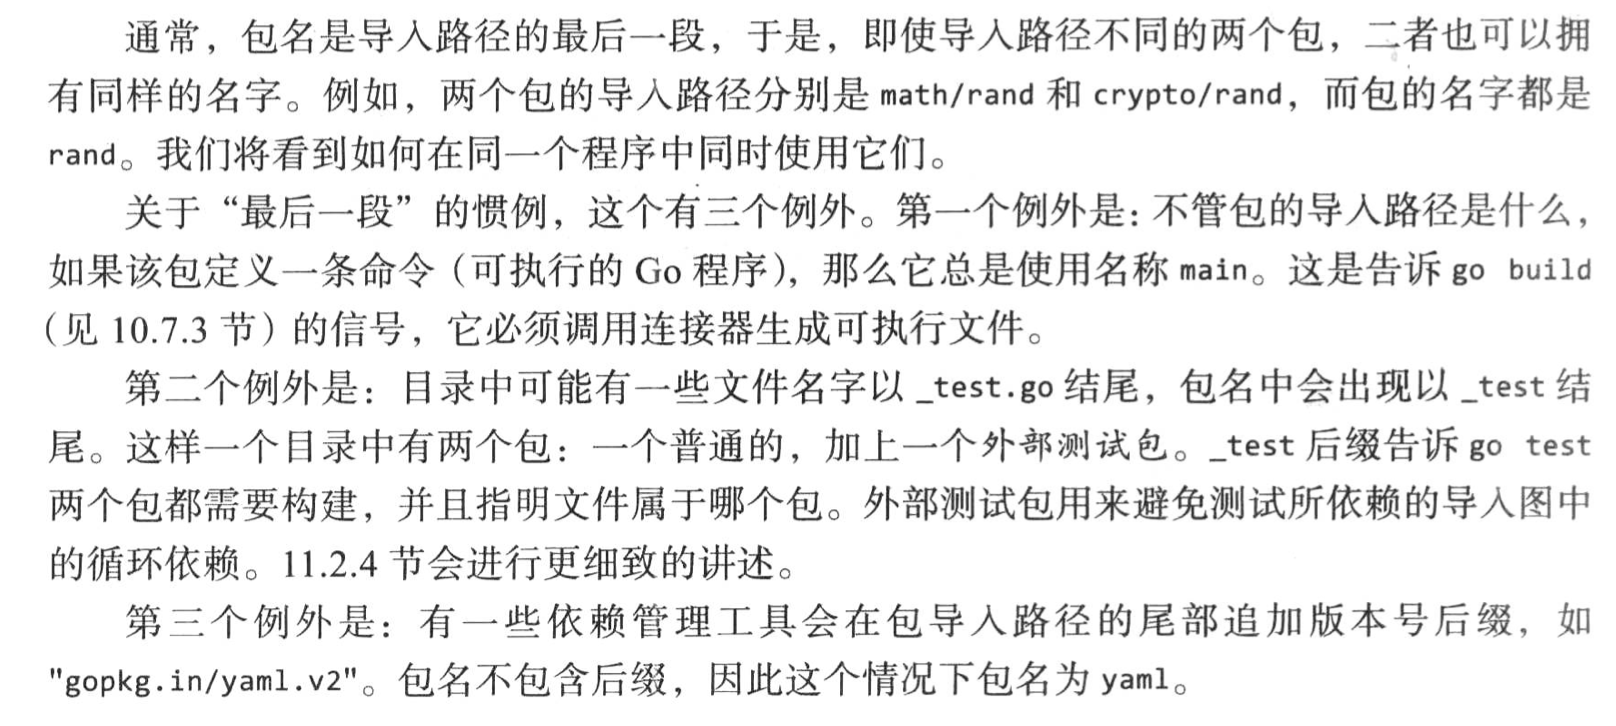 通常，包名是导入路径的最后一段，于是，即使导入路径不同的两个包，二者也可以拥
有同样的名字。例如，两个包的导入路径分别是 math/rand 和 crypto/rand，而包的名字都是
rand。我们将看到如何在同一个程序中同时使用它们。
关于“最后一段”的惯例，这个有三个例外。第一个例外是：不管包的导入路径是什么，
如果该包定义一条命令（可执行的 Go 程序），那么它总是使用名称 main。这是告诉 go build
（见 10.7.3 节）的信号，它必须调用连接器生成可执行文件。
第二个例外是：目录中可能有一些文件名字以 _test.go 结尾，包名中会出现以 _test 结
尾。这样一个目录中有两个包：一个普通的，加上一个外部测试包。_test 后缀告诉 go test
两个包都需要构建，并且指明文件属于哪个包。外部测试包用来避免测试所依赖的导入图中
的循环依赖。11.2.4 节会进行更细致的讲述。
第三个例外是：有一些依赖管理工具会在包导入路径的尾部追加版本号后缀，如
"gopkg.in/yaml.v2"。包名不包含后缀，因此这个情况下包名为 yaml。